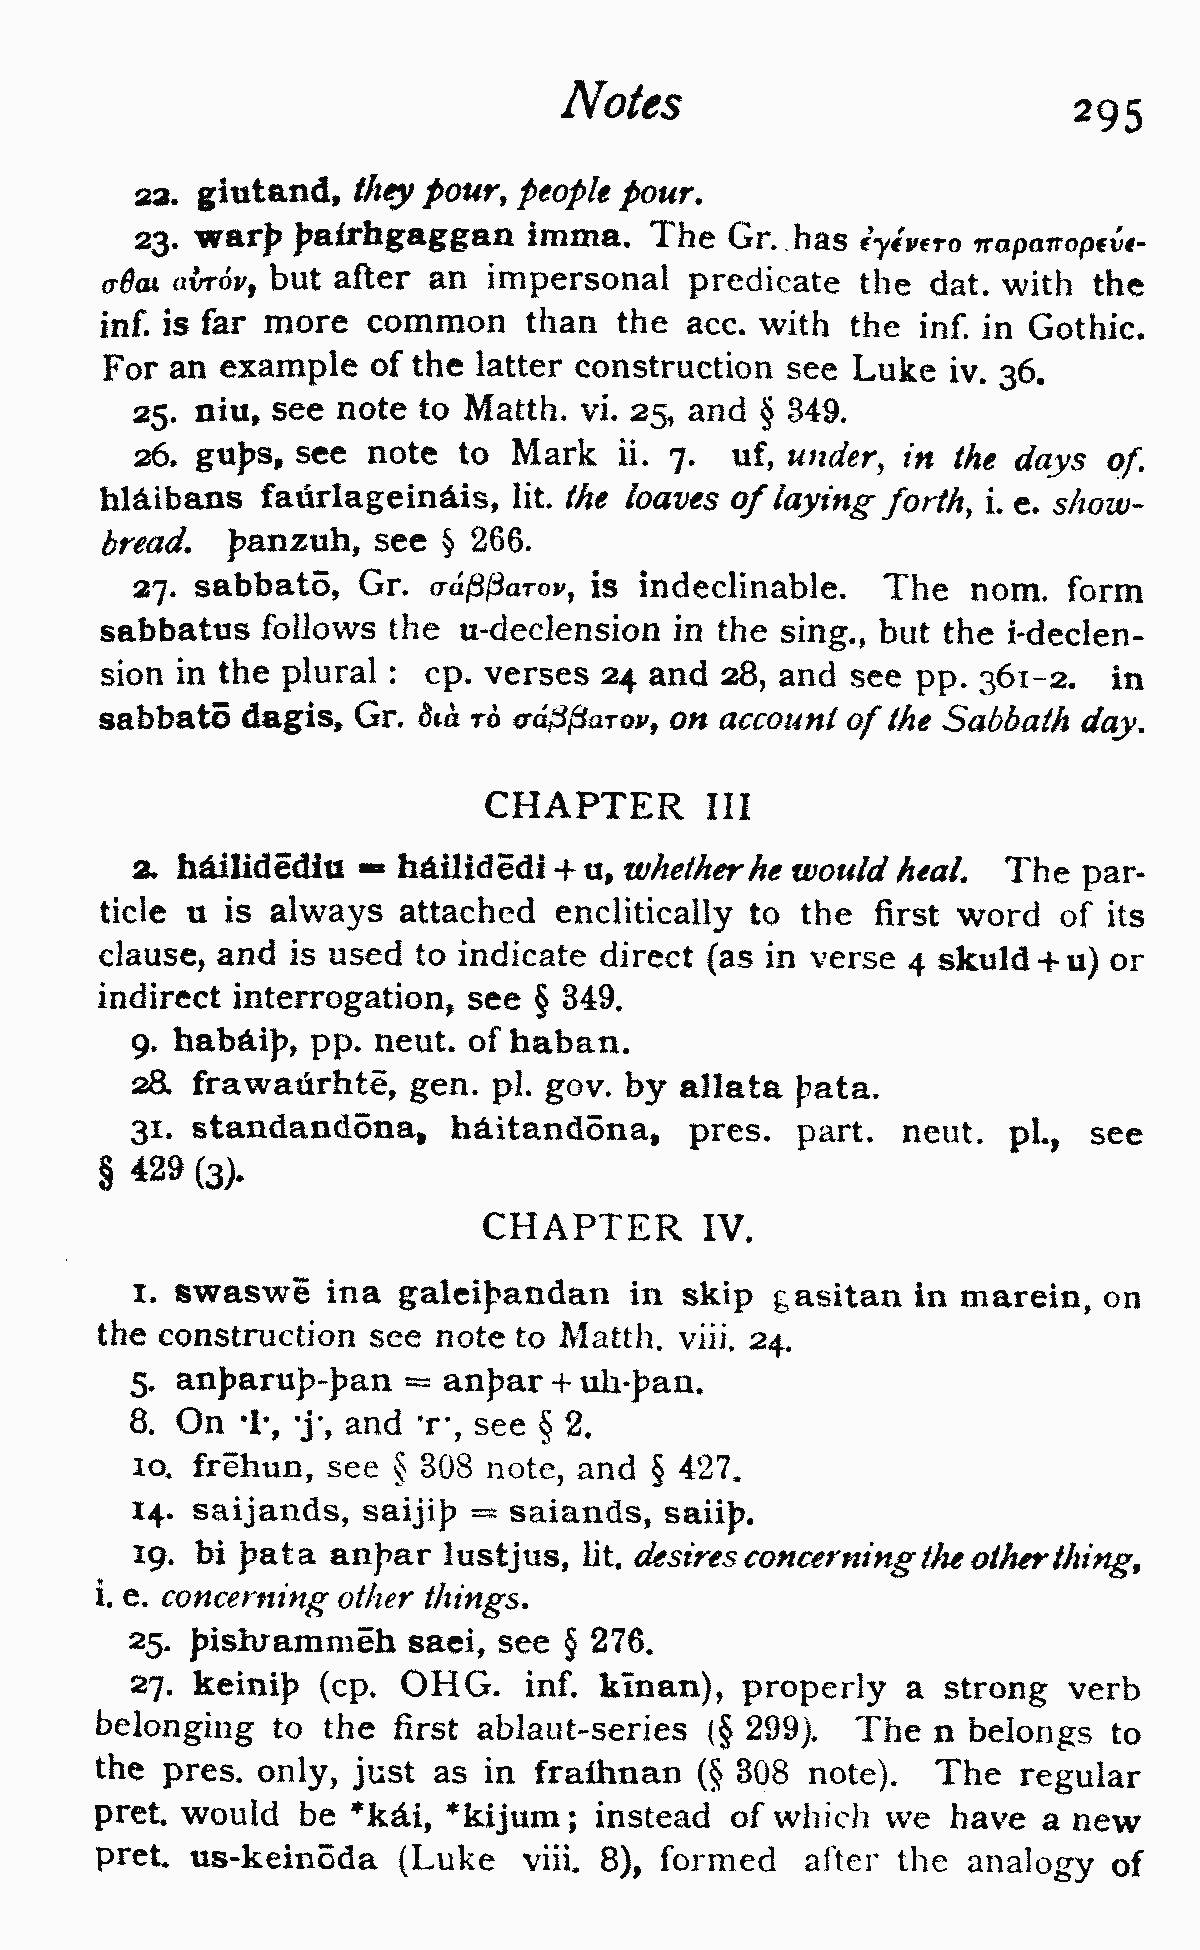 Notes 295
22. giutand, they pour, people pour.
23. warþ þaírhgaggan imma. The Gr. has ἐγένετο παραπορεύε-
σθαι αὐτόν, but after an impersonal predicate the dat. with the
inf. is far more common than the acc. with the inf. in Gothic.
For an example of the latter construction see Luke iv. 36.
25. niu, see note to Matth. vi. 25, and § 349.
26. guþs, see note to Mark ii. 7. uf, under, in the days of.
hláibans faúrlageináis, lit. the loaves of laying forth, i. e. show-
bread. þanzuh, see § 266.
27. sabbatō, Gr. σάββατον, is indeclinable. The nom. form
sabbatus follows the u-declension in the sing., but the i-declen-
sion in the plural : cp. verses 24 and 28, and see pp. 361-2. in
sabbatō dagis, Gr. διὰ τὸ σάββατον, on account of the Sabbath day.
CHAPTER III
2. háilidēdiu = háilidēdi + u, whether he would heal. The par-
ticle u is always attached enclitically to the first word of its
clause, and is used to indicate direct (as in verse 4 skuld + u) or
indirect interrogation, see § 349.
9. habáiþ, pp. neut. of haban.
28. frawaúrhtē, gen. pl. gov. by allata þata.
31. standandōna, háitandōna, pres. part. neut. pl., see
§ 429 (3).
CHAPTER IV.
1. swaswē ina galeiþandan in skip gasitan in marein, on
the construction see note to Matth. viii. 24.
5. anþaruþ-þan = anþar + uh-þan.
8. On ·l·, ·j·, and ·r·, see § 2.
10. frēhun, see § 308 note, and § 427.
14. saijands, saijiþ = saiands, saiiþ.
19. bi þata anþar lustjus, lit. desires concerning the other thing,
i. e. concerning other things.
25. þisƕammēh saei, see § 276.
27. keiniþ (cp. OHG. inf. kīnan), properly a strong verb
belonging to the first ablaut-series (§ 299). The n belongs to
the pres. only, just as in fraíhnan (§ 308 note). The regular
pret. would be *kái, *kijum; instead of which we have a new
pret. us-keinōda (Luke viii. 8), formed after the analogy of